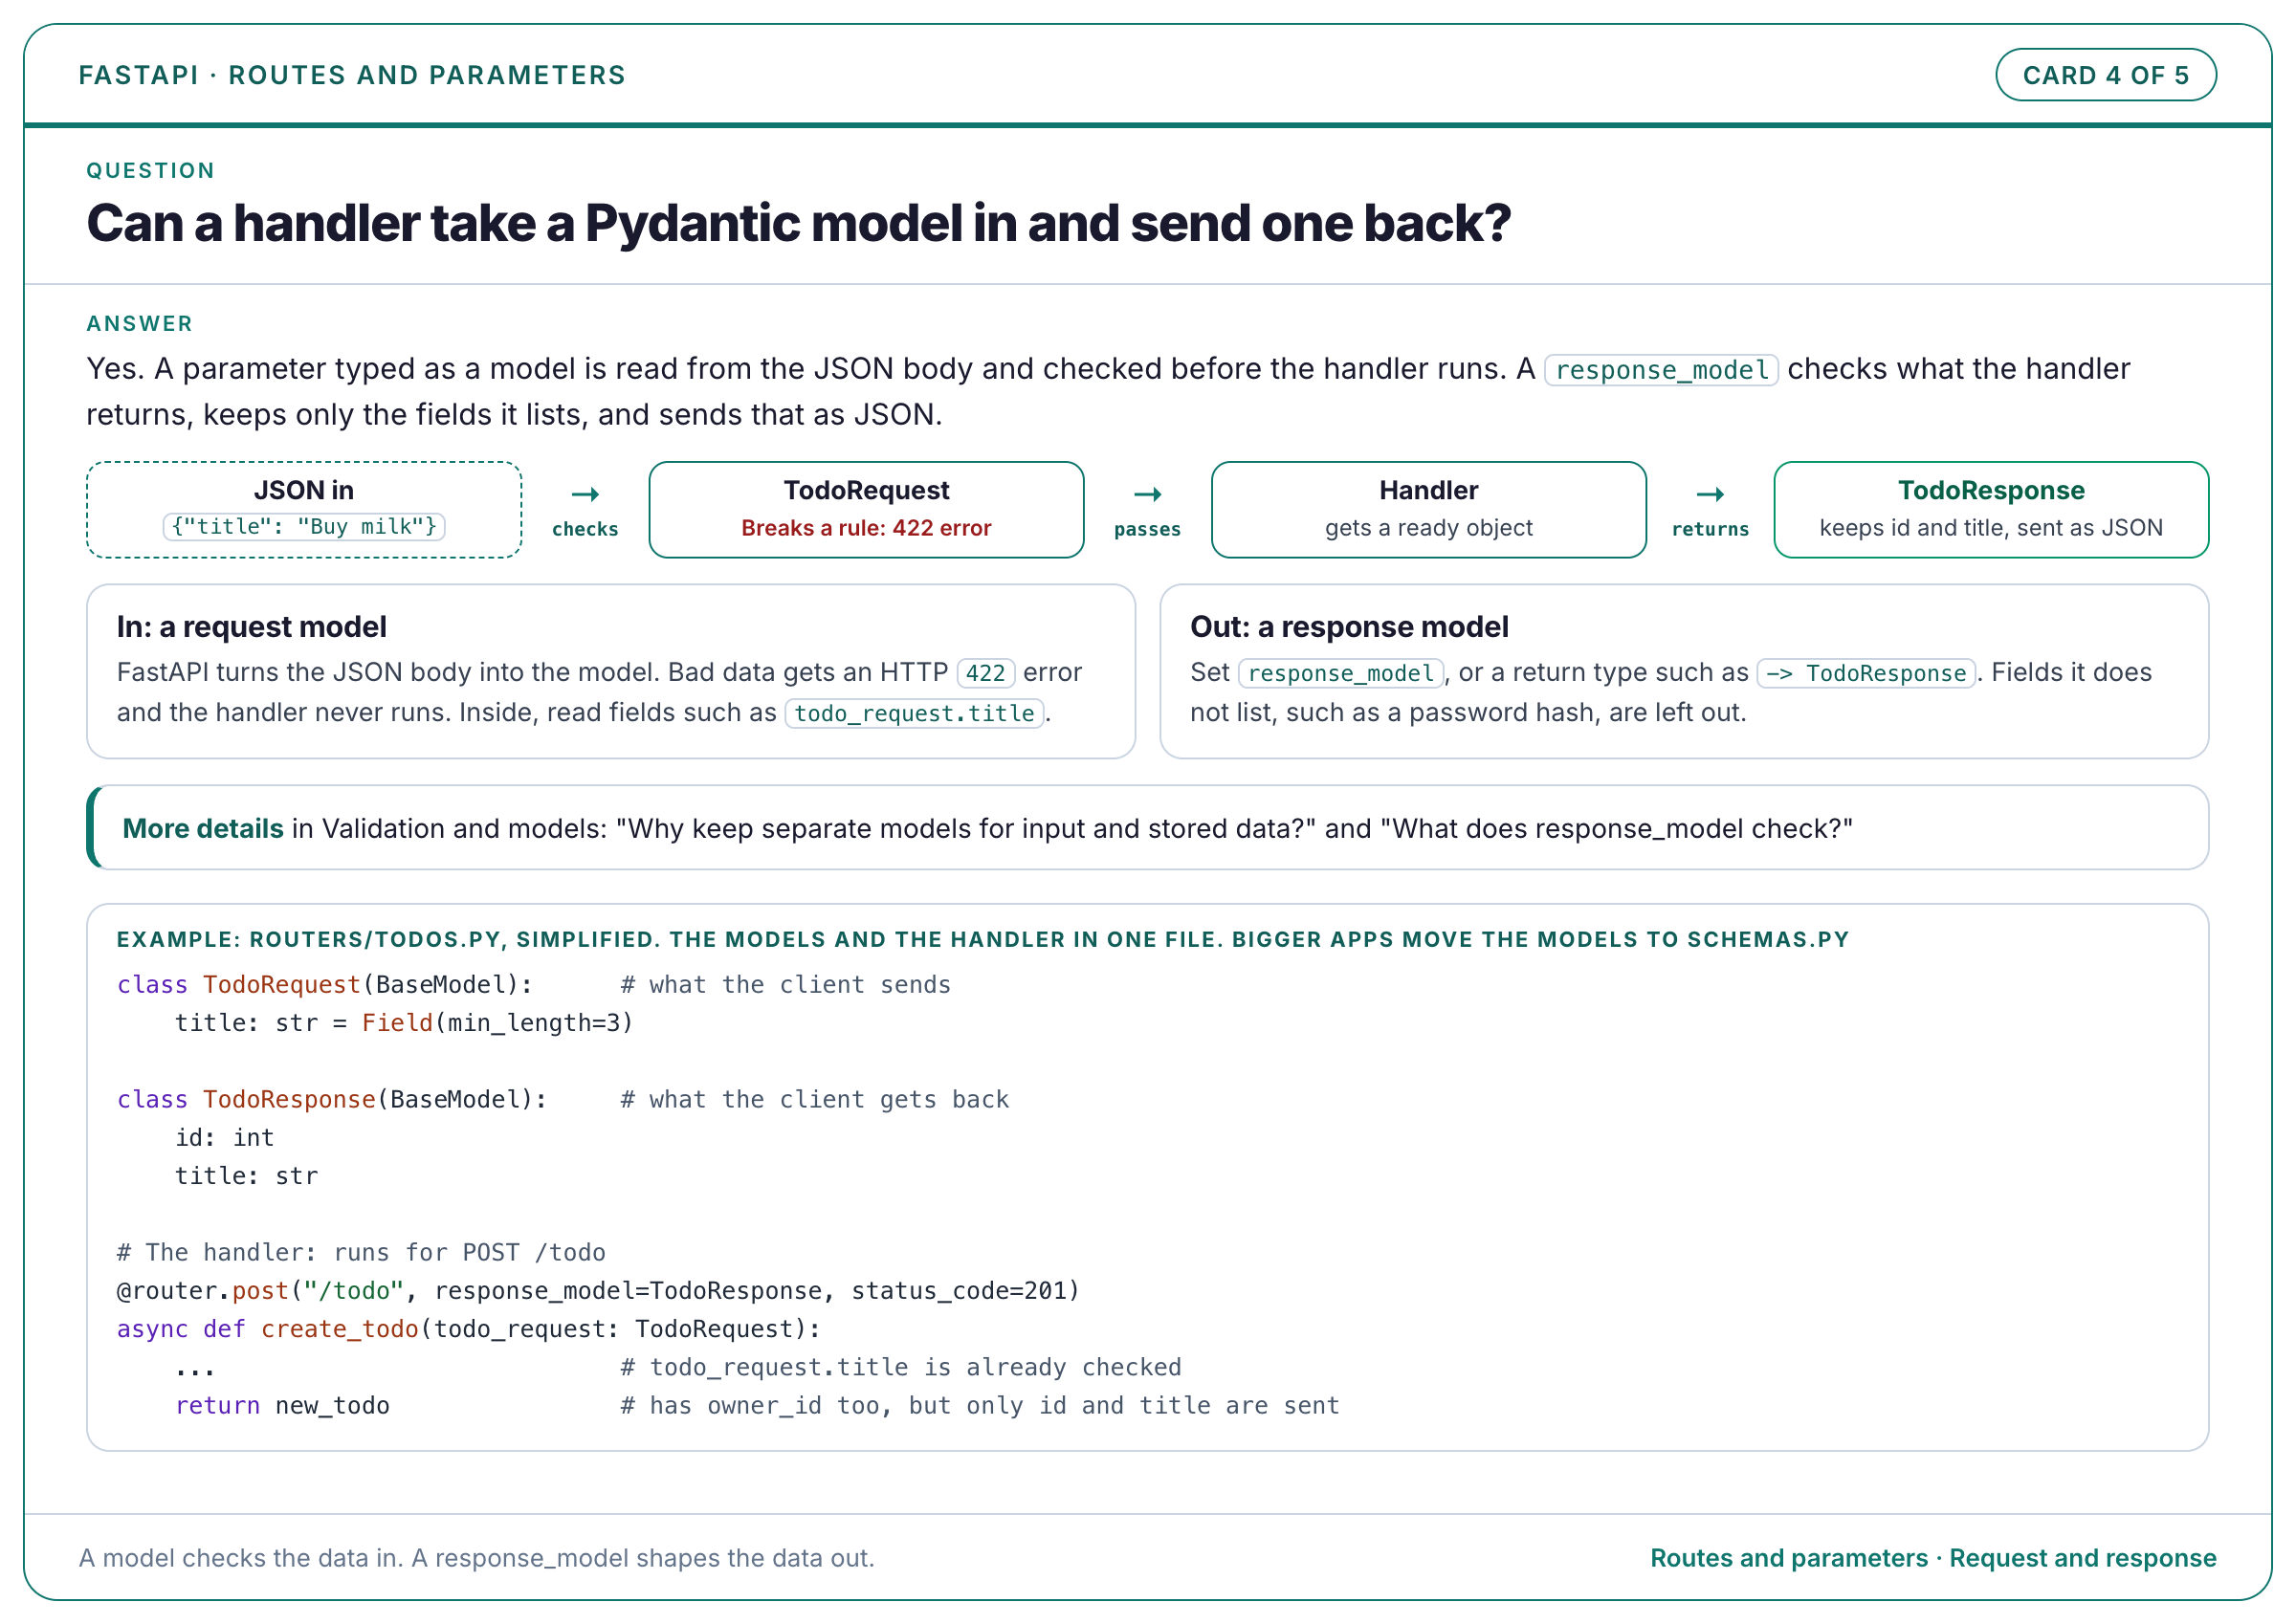 FASTAPI · ROUTES AND PARAMETERS
CARD 4 OF 5
QUESTION
Can a handler take a Pydantic model in and send one back?
ANSWER
Yes. A parameter typed as a model is read from the JSON body and checked before the handler runs. A response_model checks what the handler
returns, keeps only the fields it lists, and sends that as JSON.
JSON in
{"title": "Buy milk"}
→
checks
TodoRequest
Breaks a rule: 422 error
→
passes
Handler
gets a ready object
→
returns
TodoResponse
keeps id and title, sent as JSON
In: a request model
FastAPI turns the JSON body into the model. Bad data gets an HTTP 422 error
and the handler never runs. Inside, read fields such as todo_request.title.
Out: a response model
Set response_model, or a return type such as -> TodoResponse. Fields it does
not list, such as a password hash, are left out.
More details in Validation and models: "Why keep separate models for input and stored data?" and "What does response_model check?"
EXAMPLE: ROUTERS/TODOS.PY, SIMPLIFIED. THE MODELS AND THE HANDLER IN ONE FILE. BIGGER APPS MOVE THE MODELS TO SCHEMAS.PY
class TodoRequest(BaseModel):      # what the client sends
    title: str = Field(min_length=3)

class TodoResponse(BaseModel):     # what the client gets back
    id: int
    title: str

# The handler: runs for POST /todo
@router.post("/todo", response_model=TodoResponse, status_code=201)
async def create_todo(todo_request: TodoRequest):
    ...                            # todo_request.title is already checked
    return new_todo                # has owner_id too, but only id and title are sent
A model checks the data in. A response_model shapes the data out.
Routes and parameters · Request and response